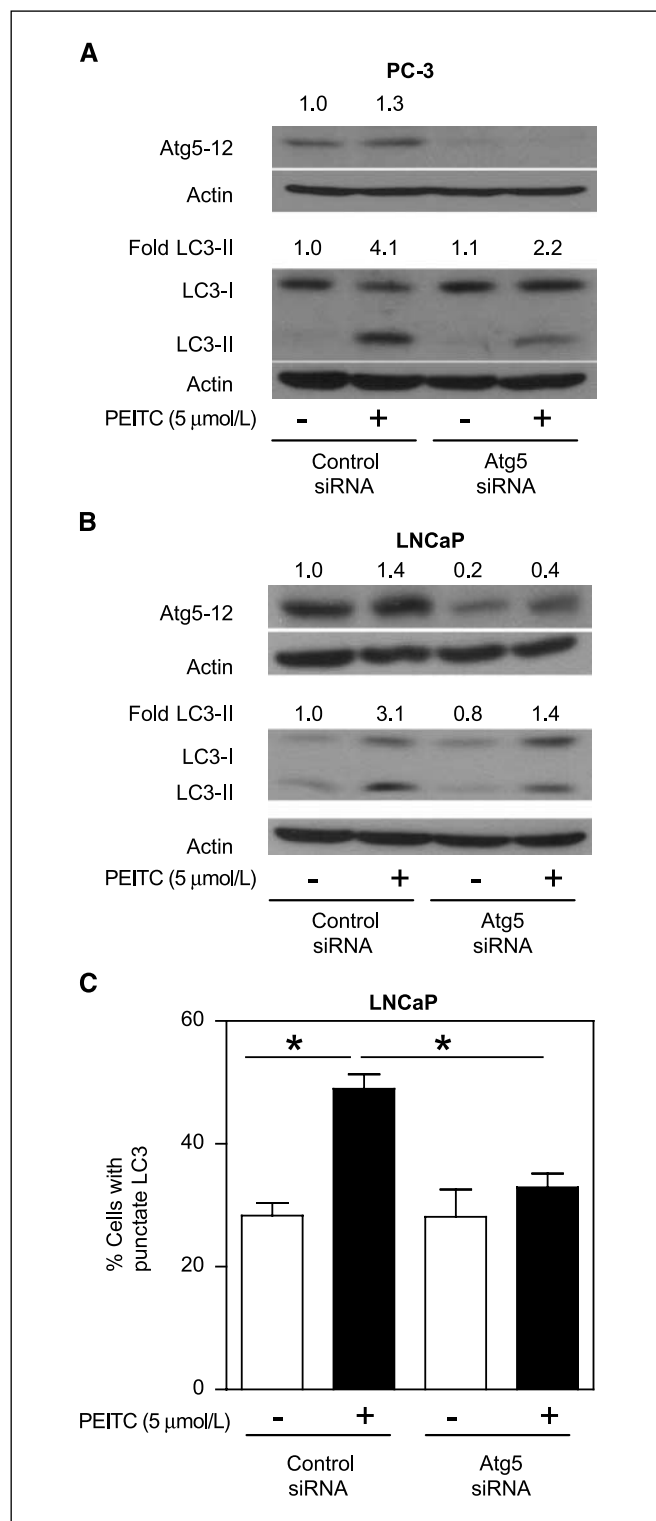 A
PC-3
1.0 1.3
Atg5-12
Actin
Fold LC3-II 1.0 4.1 1.1 2.2
LC3-I
LC3-II
Actin
PEITC (5 μmol/L) - + - +
Control siRNA Atg5 siRNA
B
LNCaP
1.0 1.4 0.2 0.4
Atg5-12
Actin
Fold LC3-II 1.0 3.1 0.8 1.4
LC3-I
LC3-II
Actin
PEITC (5 μmol/L) - + - +
Control siRNA Atg5 siRNA
C
LNCaP
60
* *
40
% Cells with punctate LC3
20
0
PEITC (5 μmol/L) - + - +
Control siRNA Atg5 siRNA